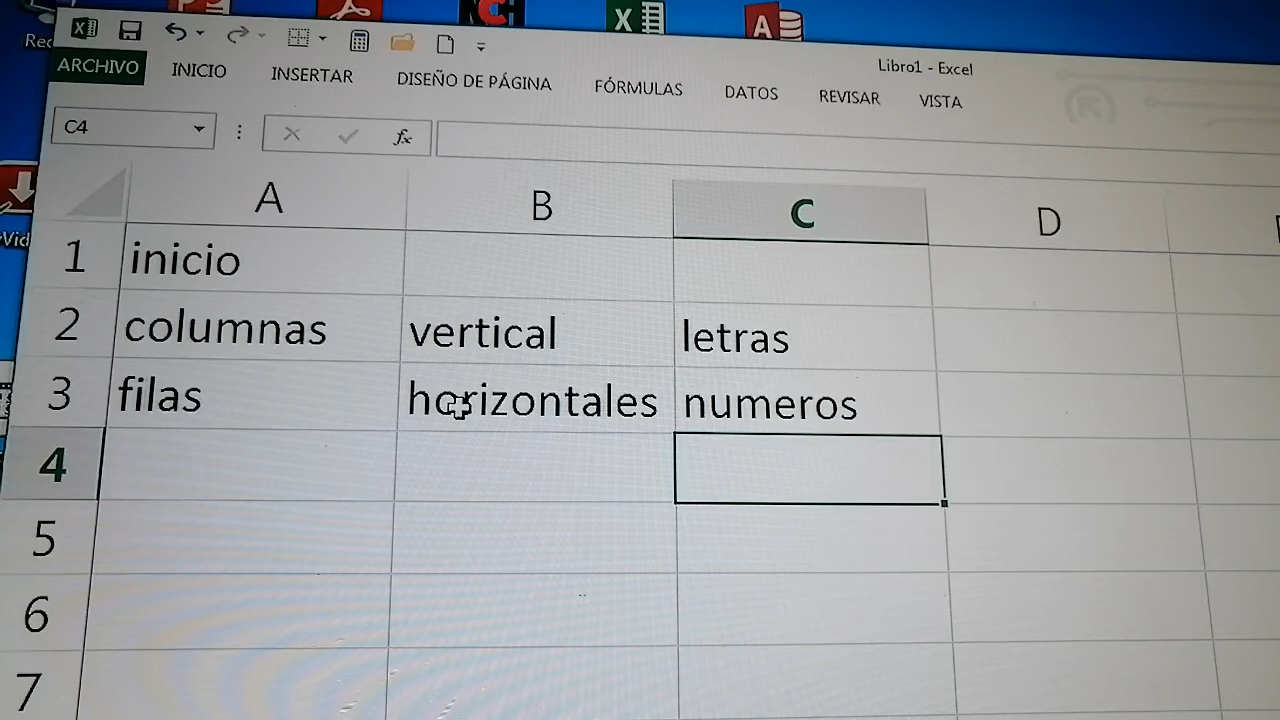 Rec
Libro1 - Excel
ARCHIVO INICIO INSERTAR DISEÑO DE PÁGINA FÓRMULAS DATOS REVISAR VISTA
C4 fx
A B C D
1 inicio
2 columnas vertical letras
3 filas horizontales numeros
4
5
6
7